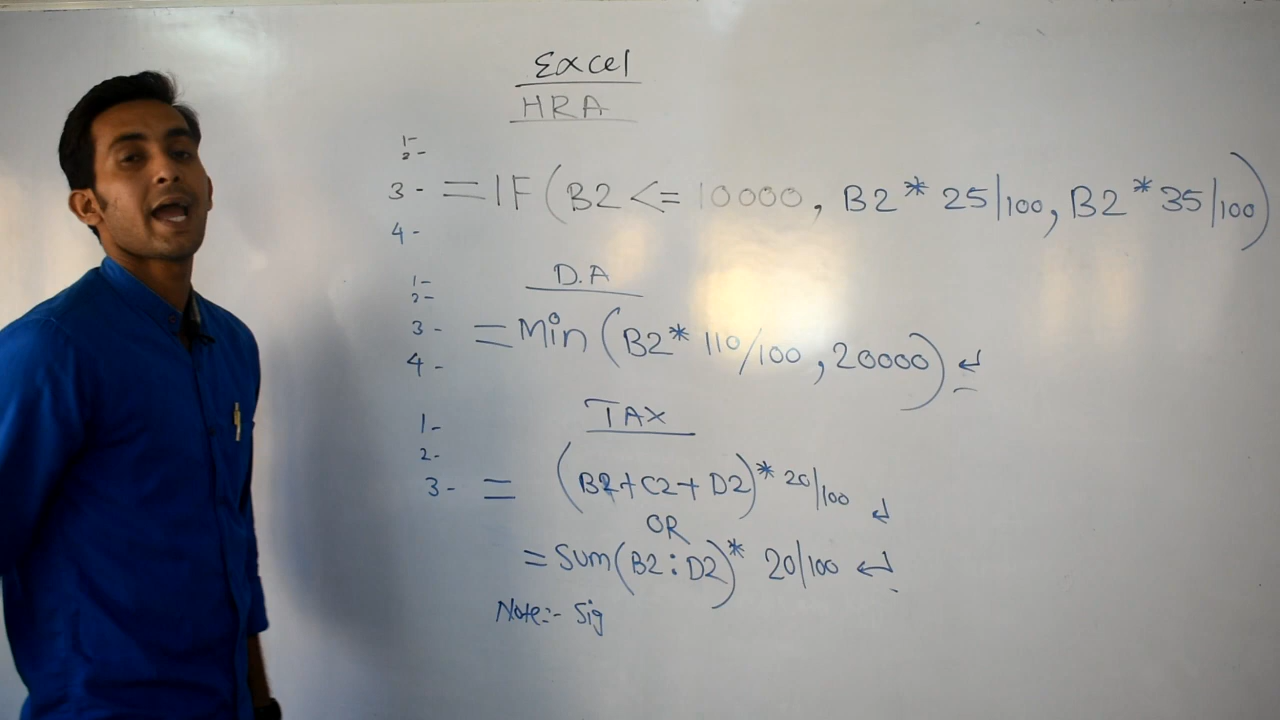 Excel
HRA
1-
2-
3- =IF(B2<=10000, B2*25/100, B2*35/100)
4-
D.A
1-
2-
3- =Min(B2*110/100,20000)↵
4-
TAX
1-
2-
3- = (B2+C2+D2)*20/100 ↵
OR
=Sum(B2:D2)*20/100 ↵
Note:- Sig